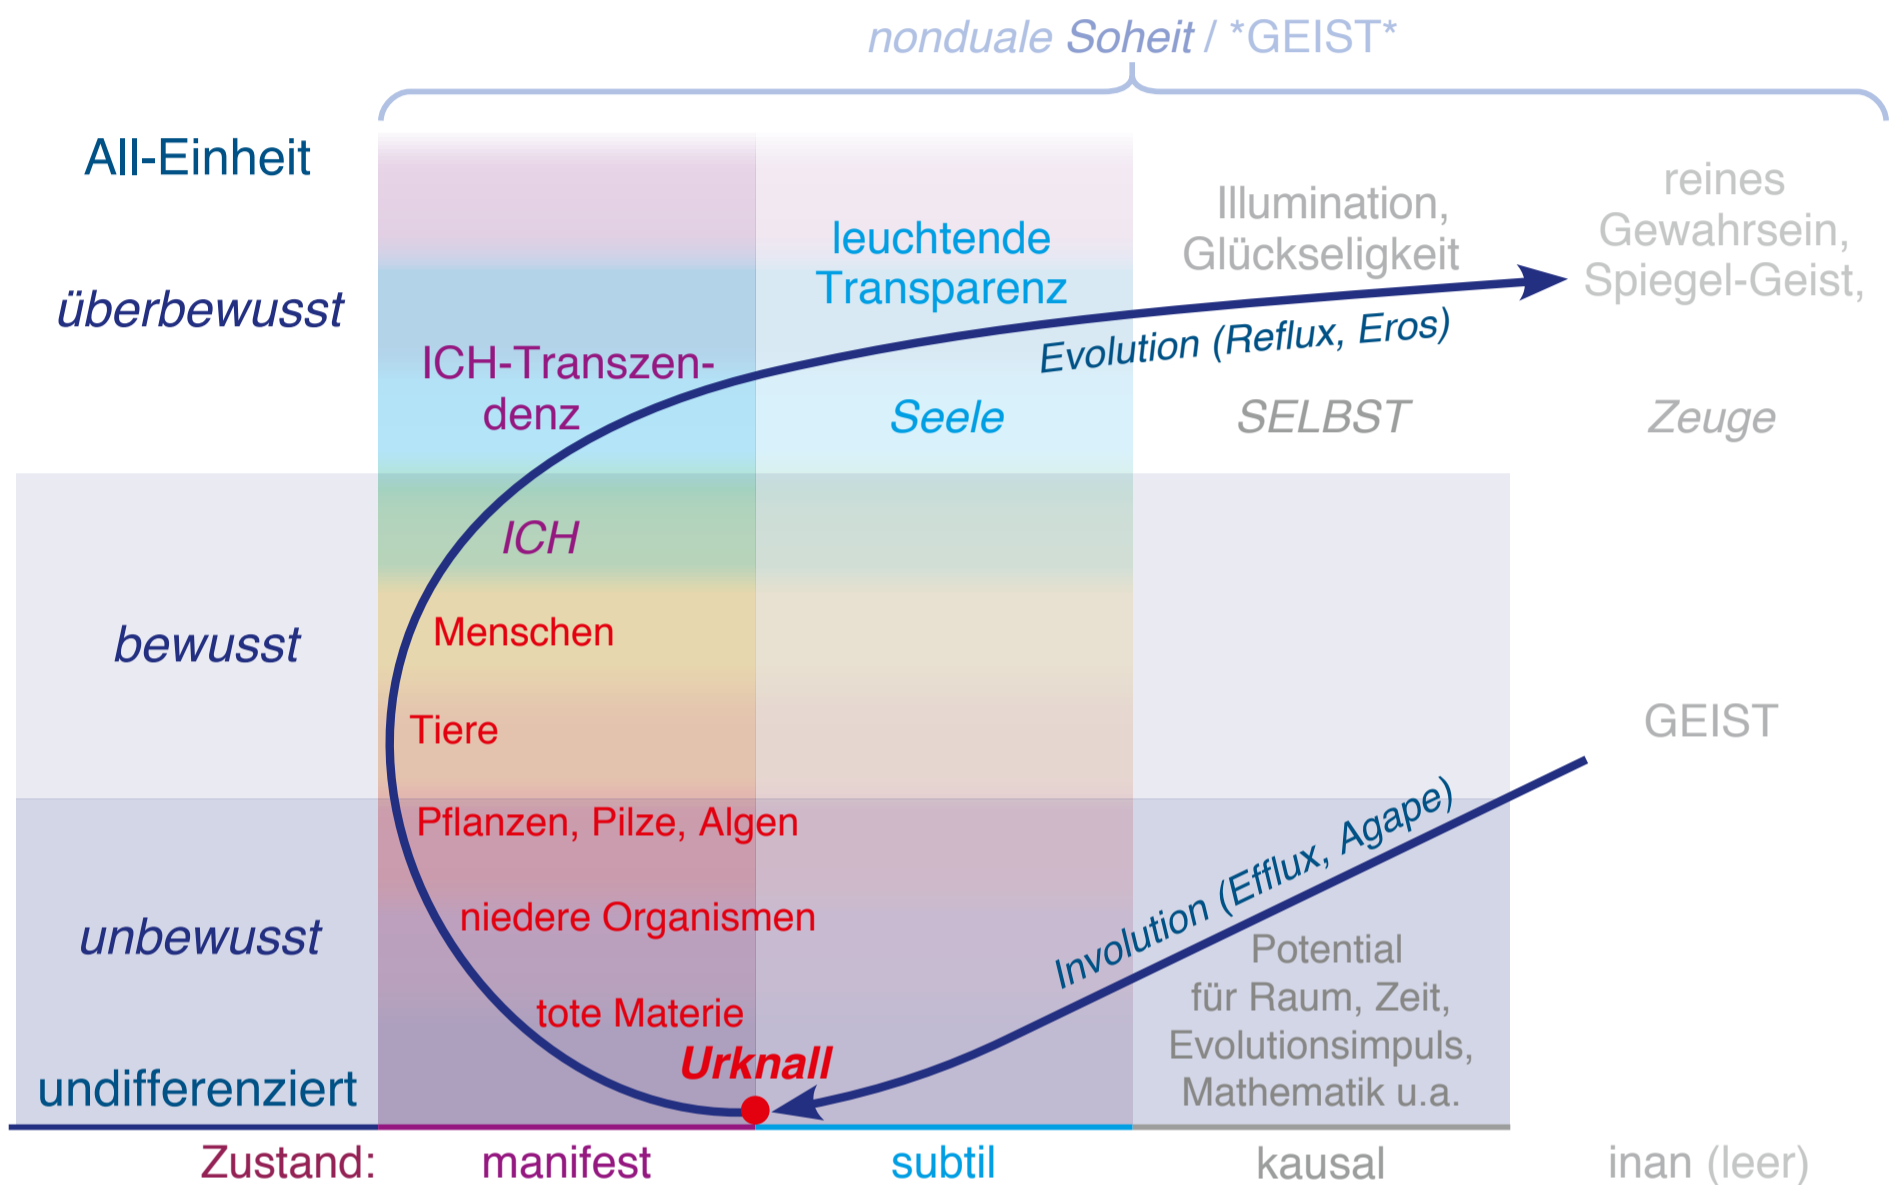 nonduale Soheit / *GEIST*
All-Einheit
überbewusst
bewusst
unbewusst
undifferenziert
ICH-Transzen-
denz
ICH
Menschen
Tiere
Pflanzen, Pilze, Algen
niedere Organismen
tote Materie
Urknall
leuchtende
Transparenz
Seele
Illumination,
Glückseligkeit
Evolution (Reflux, Eros)
SELBST
Involution (Efflux, Agape)
Potential
für Raum, Zeit,
Evolutionsimpuls,
Mathematik u.a.
reines
Gewahrsein,
Spiegel-Geist,
Zeuge
GEIST
Zustand: manifest subtil kausal inan (leer)